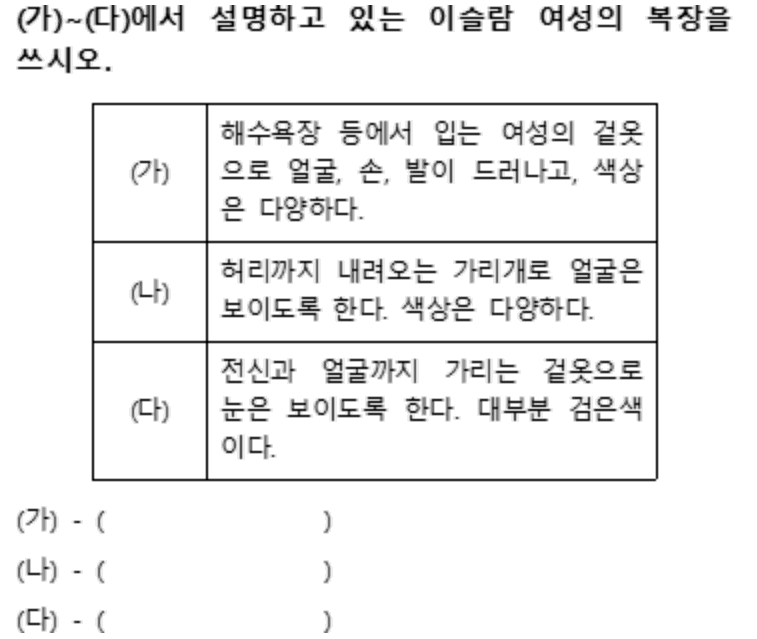 (가)~(다)에서 설명하고 있는 이슬람 여성의 복장을
쓰시오.
(가)
해수욕장 등에서 입는 여성의 겉옷
으로 얼굴, 손, 발이 드러나고, 색상
은 다양하다.
(나)
허리까지 내려오는 가리개로 얼굴은
보이도록 한다. 색상은 다양하다.
(다)
전신과 얼굴까지 가리는 겉옷으로
눈은 보이도록 한다. 대부분 검은색
이다.
(가) - ( )
(나) - ( )
(다) - ( )